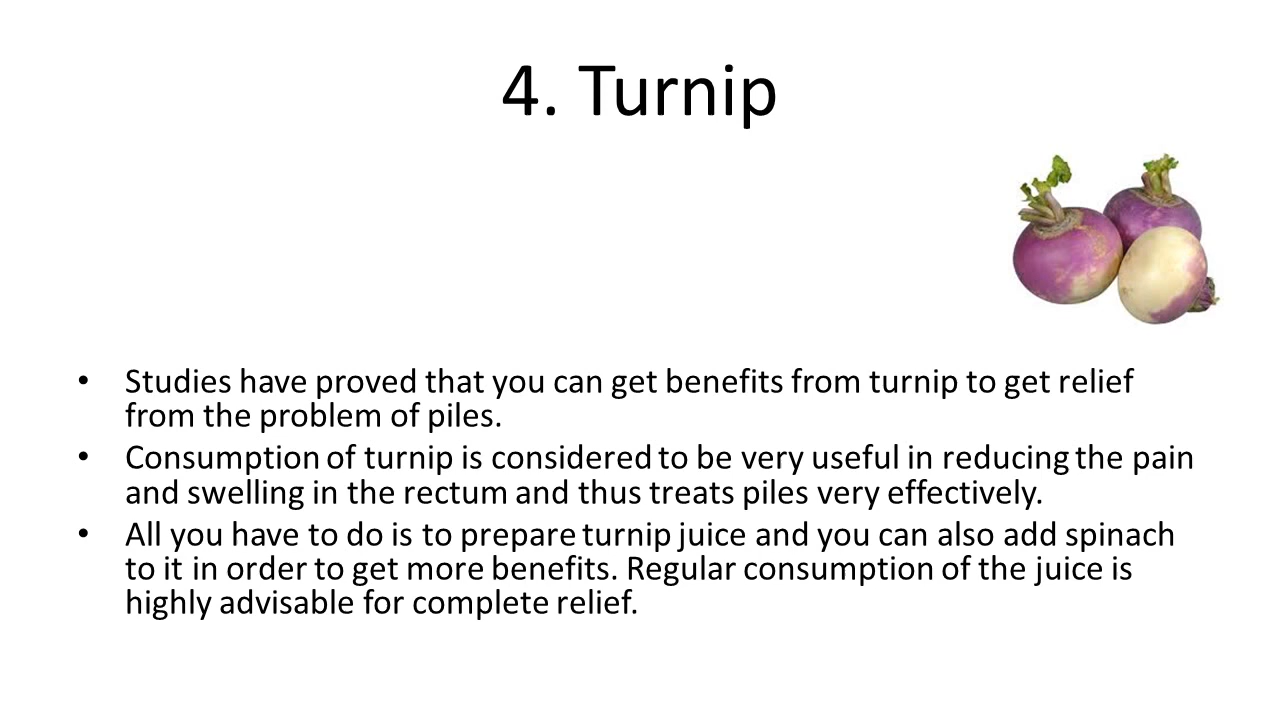 4. Turnip
• Studies have proved that you can get benefits from turnip to get relief
from the problem of piles.
• Consumption of turnip is considered to be very useful in reducing the pain
and swelling in the rectum and thus treats piles very effectively.
• All you have to do is to prepare turnip juice and you can also add spinach
to it in order to get more benefits. Regular consumption of the juice is
highly advisable for complete relief.